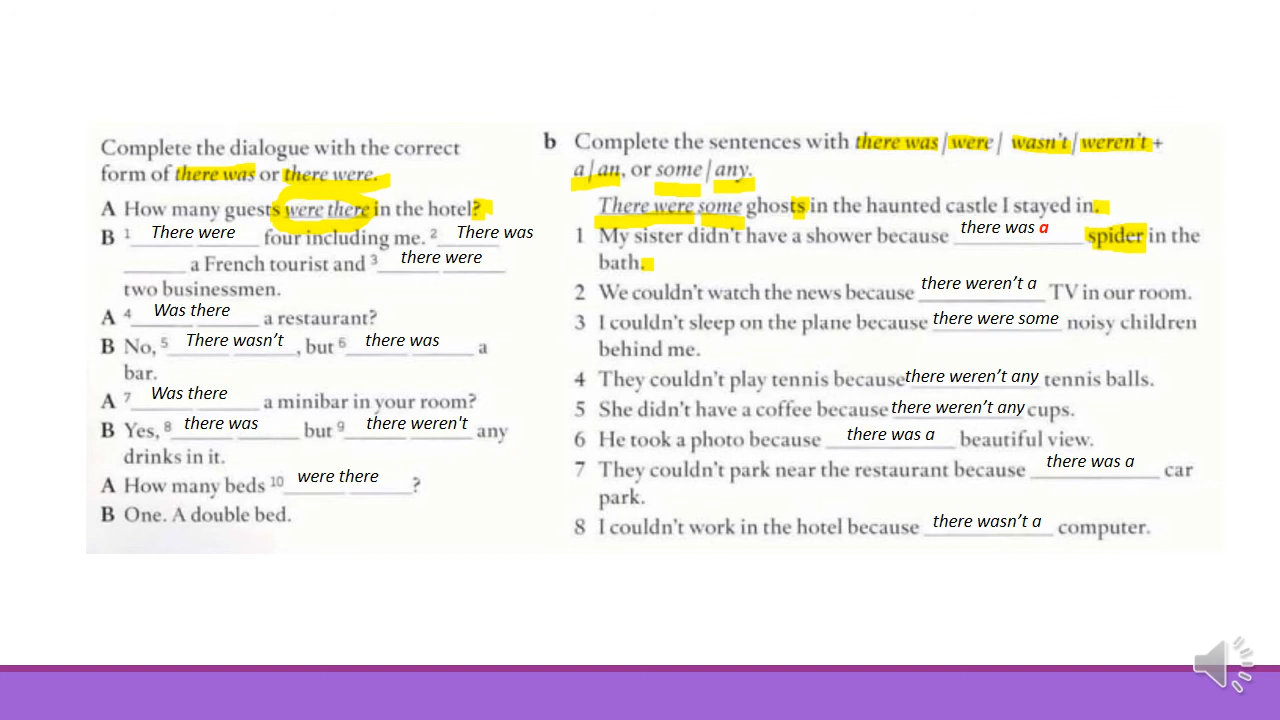 Complete the dialogue with the correct
form of there was or there were.
A How many guests were there in the hotel?
B 1 There were four including me. 2 There was
______ a French tourist and 3 there were
two businessmen.
A 4 Was there a restaurant?
B No, 5 There wasn't, but 6 there was a
bar.
A 7 Was there a minibar in your room?
B Yes, 8 there was but 9 there weren't any
drinks in it.
A How many beds 10 were there ?
B One. A double bed.
b Complete the sentences with there was / were / wasn't / weren't +
a / an, or some / any.
There were some ghosts in the haunted castle I stayed in.
1 My sister didn't have a shower because there was a spider in the
bath.
2 We couldn't watch the news because there weren't a TV in our room.
3 I couldn't sleep on the plane because there were some noisy children
behind me.
4 They couldn't play tennis because there weren't any tennis balls.
5 She didn't have a coffee because there weren't any cups.
6 He took a photo because there was a beautiful view.
7 They couldn't park near the restaurant because there was a car
park.
8 I couldn't work in the hotel because there wasn't a computer.